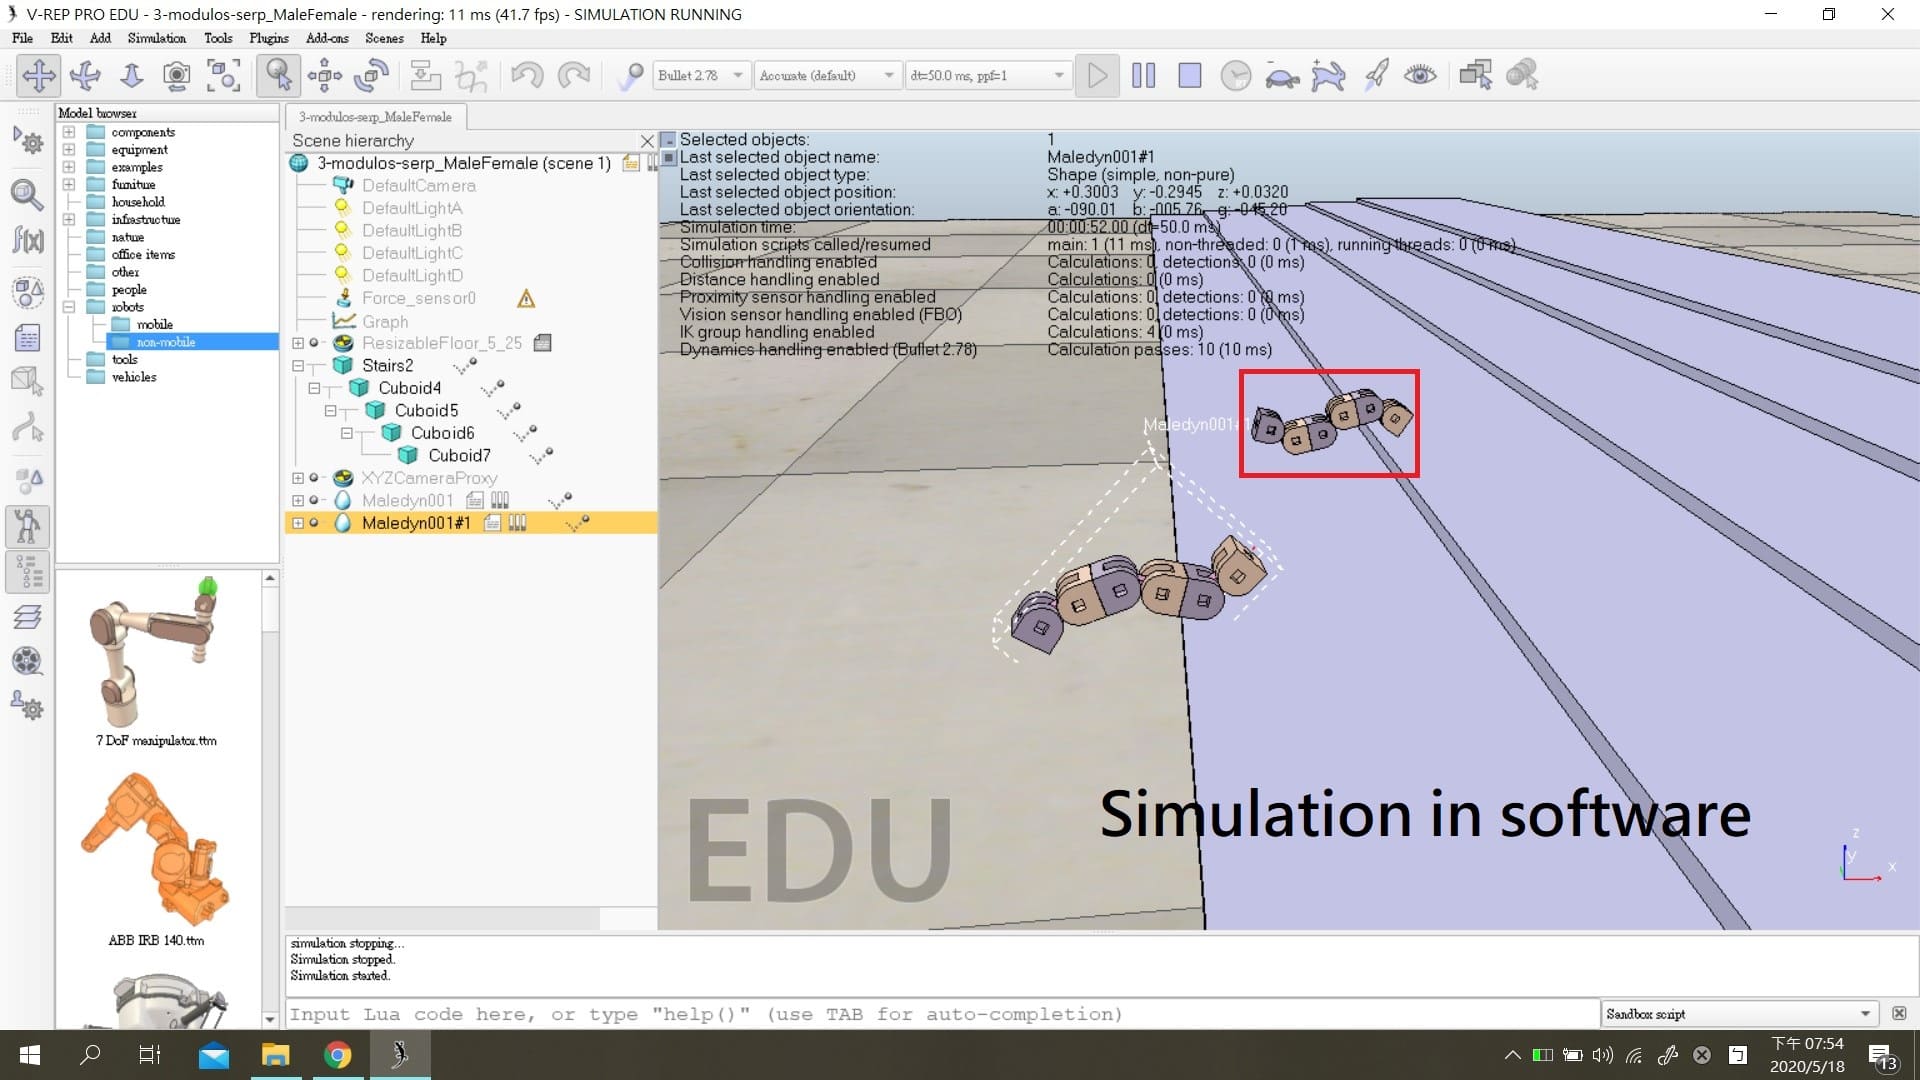 V-REP PRO EDU - 3-modulos-serp_MaleFemale - rendering: 11 ms (41.7 fps) - SIMULATION RUNNING
File Edit Add Simulation Tools Plugins Add-ons Scenes Help
Bullet 2.78 Accurate (default) dt=50.0 ms, ppf=1
Model browser
components
equipment
examples
furniture
household
infrastructure
nature
office items
other
people
robots
mobile
non-mobile
tools
vehicles
7 DoF manipulator.ttm
ABB IRB 140.ttm
3-modulos-serp_MaleFemale
Scene hierarchy
3-modulos-serp_MaleFemale (scene 1)
DefaultCamera
DefaultLightA
DefaultLightB
DefaultLightC
DefaultLightD
Force_sensor0
Graph
ResizableFloor_5_25
Stairs2
Cuboid4
Cuboid5
Cuboid6
Cuboid7
XYZCameraProxy
Maledyn001
Maledyn001#1
Selected objects: 1
Last selected object name: Maledyn001#1
Last selected object type: Shape (simple, non-pure)
Last selected object position: x: +0.3003 y: -0.2945 z: +0.0320
Last selected object orientation: a: -090.01 b: -005.76 g: -045.20
Simulation time: 00:00:52.00 (dt=50.0 ms)
Simulation scripts called/resumed main: 1 (11 ms), non-threaded: 0 (1 ms), running threads: 0 (0 ms)
Collision handling enabled Calculations: 0, detections: 0 (0 ms)
Distance handling enabled Calculations: 0 (0 ms)
Proximity sensor handling enabled Calculations: 0, detections: 0 (0 ms)
Vision sensor handling enabled (FBO) Calculations: 0, detections: 0 (0 ms)
IK group handling enabled Calculations: 4 (0 ms)
Dynamics handling enabled (Bullet 2.78) Calculation passes: 10 (10 ms)
Maledyn001#1
EDU
Simulation in software
z
y
x
simulation stopping...
Simulation stopped.
Simulation started.
Input Lua code here, or type "help()" (use TAB for auto-completion)
Sandbox script
下午 07:54
2020/5/18
13